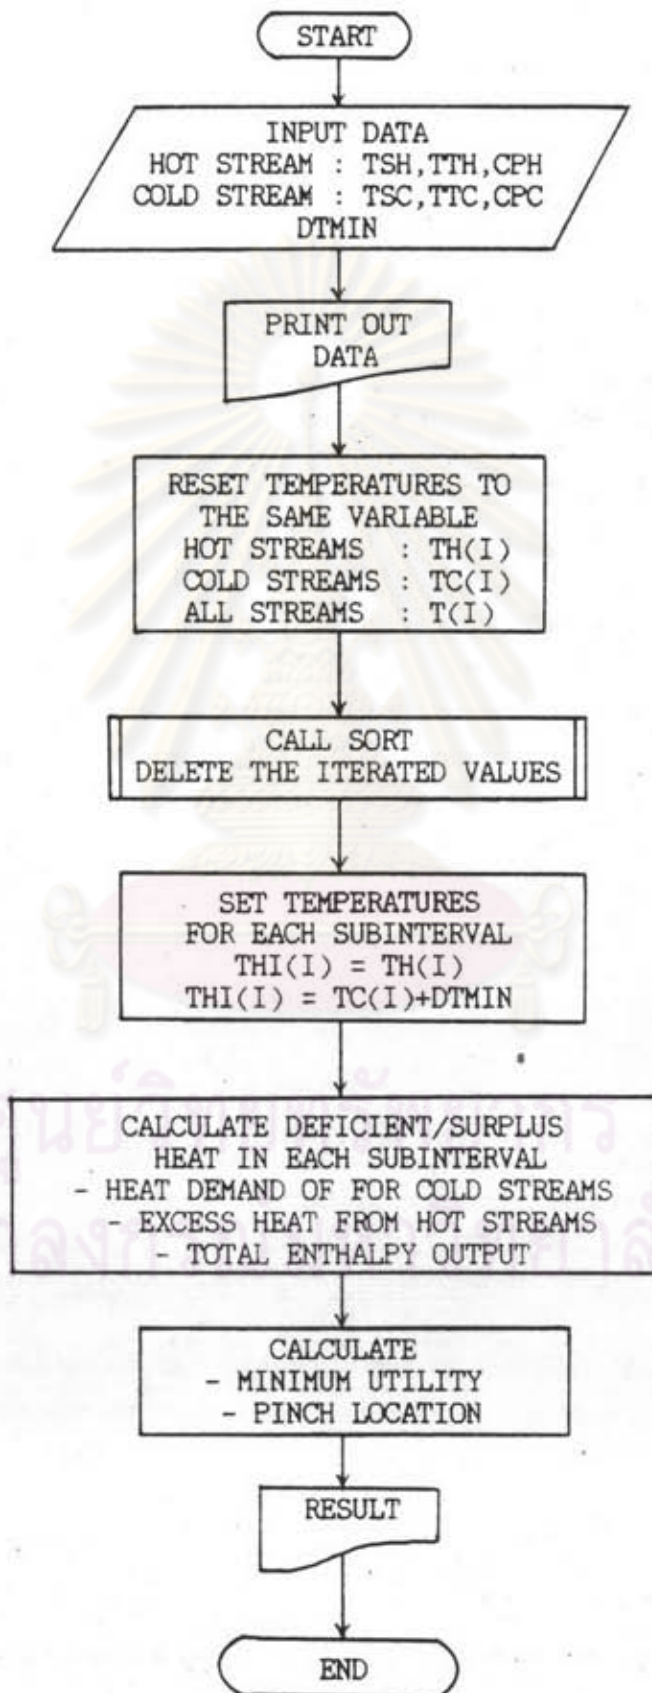 START
INPUT DATA
HOT STREAM : TSH,TTH,CPH
COLD STREAM : TSC,TTC,CPC
DTMIN
PRINT OUT
DATA
RESET TEMPERATURES TO
THE SAME VARIABLE
HOT STREAMS : TH(I)
COLD STREAMS : TC(I)
ALL STREAMS : T(I)
CALL SORT
DELETE THE ITERATED VALUES
SET TEMPERATURES
FOR EACH SUBINTERVAL
THI(I) = TH(I)
THI(I) = TC(I)+DTMIN
CALCULATE DEFICIENT/SURPLUS
HEAT IN EACH SUBINTERVAL
- HEAT DEMAND OF FOR COLD STREAMS
- EXCESS HEAT FROM HOT STREAMS
- TOTAL ENTHALPY OUTPUT
CALCULATE
- MINIMUM UTILITY
- PINCH LOCATION
RESULT
END